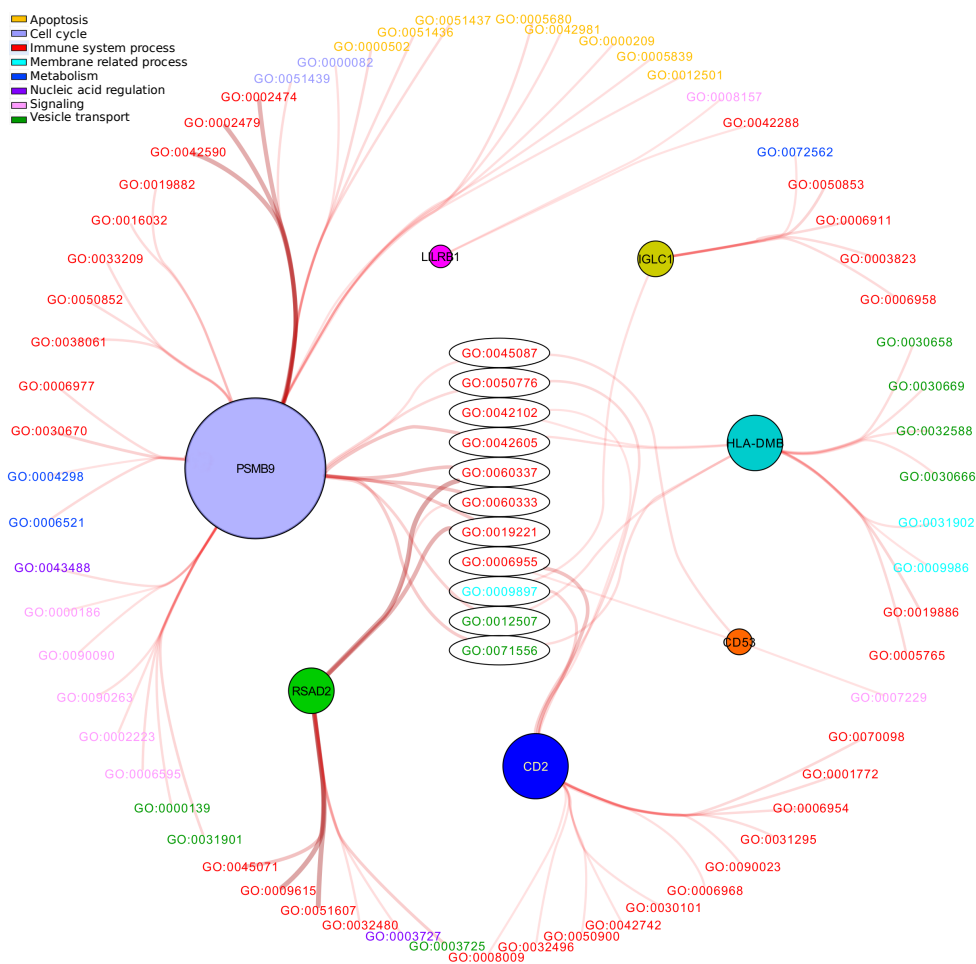 Apoptosis
Cell cycle
Immune system process
Membrane related process
Metabolism
Nucleic acid regulation
Signaling
Vesicle transport
GO:0051437
GO:0005680
GO:0051436
GO:0042981
GO:0000502
GO:0000209
GO:0000082
GO:0005839
GO:0051439
GO:0012501
GO:0002474
GO:0008157
GO:0002479
GO:0042288
GO:0042590
GO:0072562
GO:0019882
GO:0050853
GO:0016032
GO:0006911
GO:0033209
LILRB1
IGLC1
GO:0003823
GO:0050852
GO:0006958
GO:0038061
GO:0030658
GO:0045087
GO:0050776
GO:0006977
GO:0030669
GO:0042102
GO:0030670
GO:0032588
GO:0042605
HLA-DMB
PSMB9
GO:0060337
GO:0004298
GO:0030666
GO:0060333
GO:0006521
GO:0031902
GO:0019221
GO:0043488
GO:0006955
GO:0009986
GO:0009897
GO:0000186
GO:0019886
GO:0012507
CD53
GO:0071556
GO:0090090
GO:0005765
RSAD2
GO:0090263
GO:0007229
GO:0002223
GO:0070098
CD2
GO:0006595
GO:0001772
GO:0000139
GO:0006954
GO:0031901
GO:0031295
GO:0045071
GO:0090023
GO:0009615
GO:0006968
GO:0051607
GO:0030101
GO:0032480
GO:0042742
GO:0003727
GO:0050900
GO:0003725
GO:0032496
GO:0008009